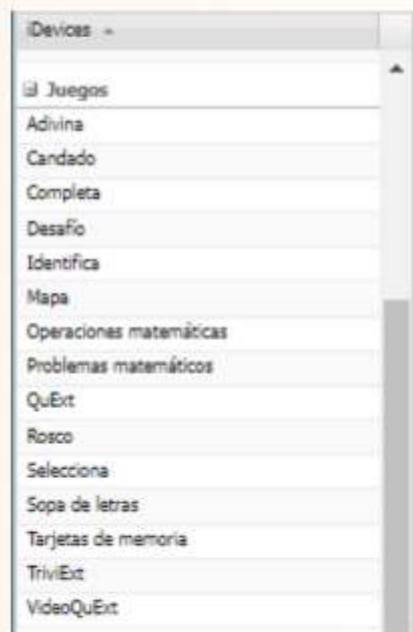 iDevices
Juegos
Adivina
Candado
Completa
Desafío
Identifica
Mapa
Operaciones matemáticas
Problemas matemáticos
QuExt
Rosco
Selecciona
Sopa de letras
Tarjetas de memoria
TriviExt
VideoQuExt